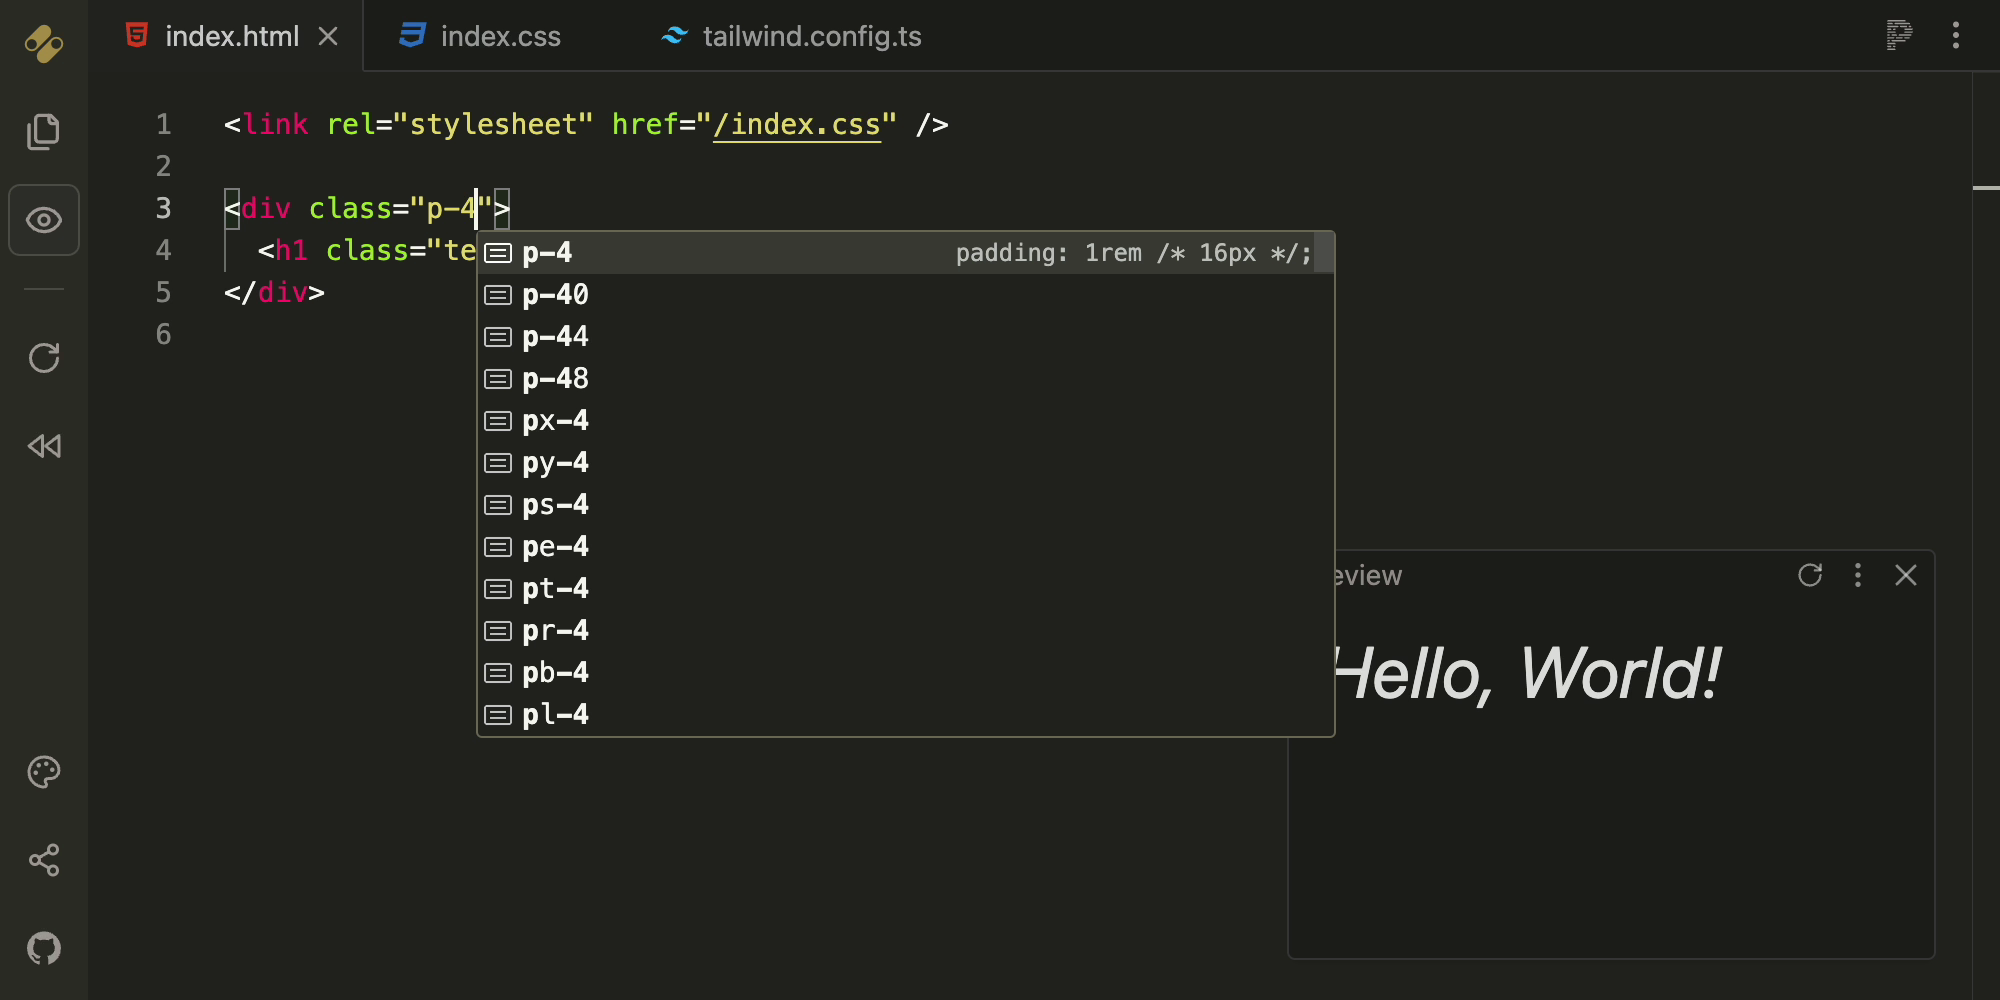 index.html
index.css
tailwind.config.ts
1 <link rel="stylesheet" href="/index.css" />
2
3 <div class="p-4">
4 <h1 class="te
5 </div>
6
p-4 padding: 1rem /* 16px */;
p-40
p-44
p-48
px-4
py-4
ps-4
pe-4
pt-4
pr-4
pb-4
pl-4
eview
Hello, World!